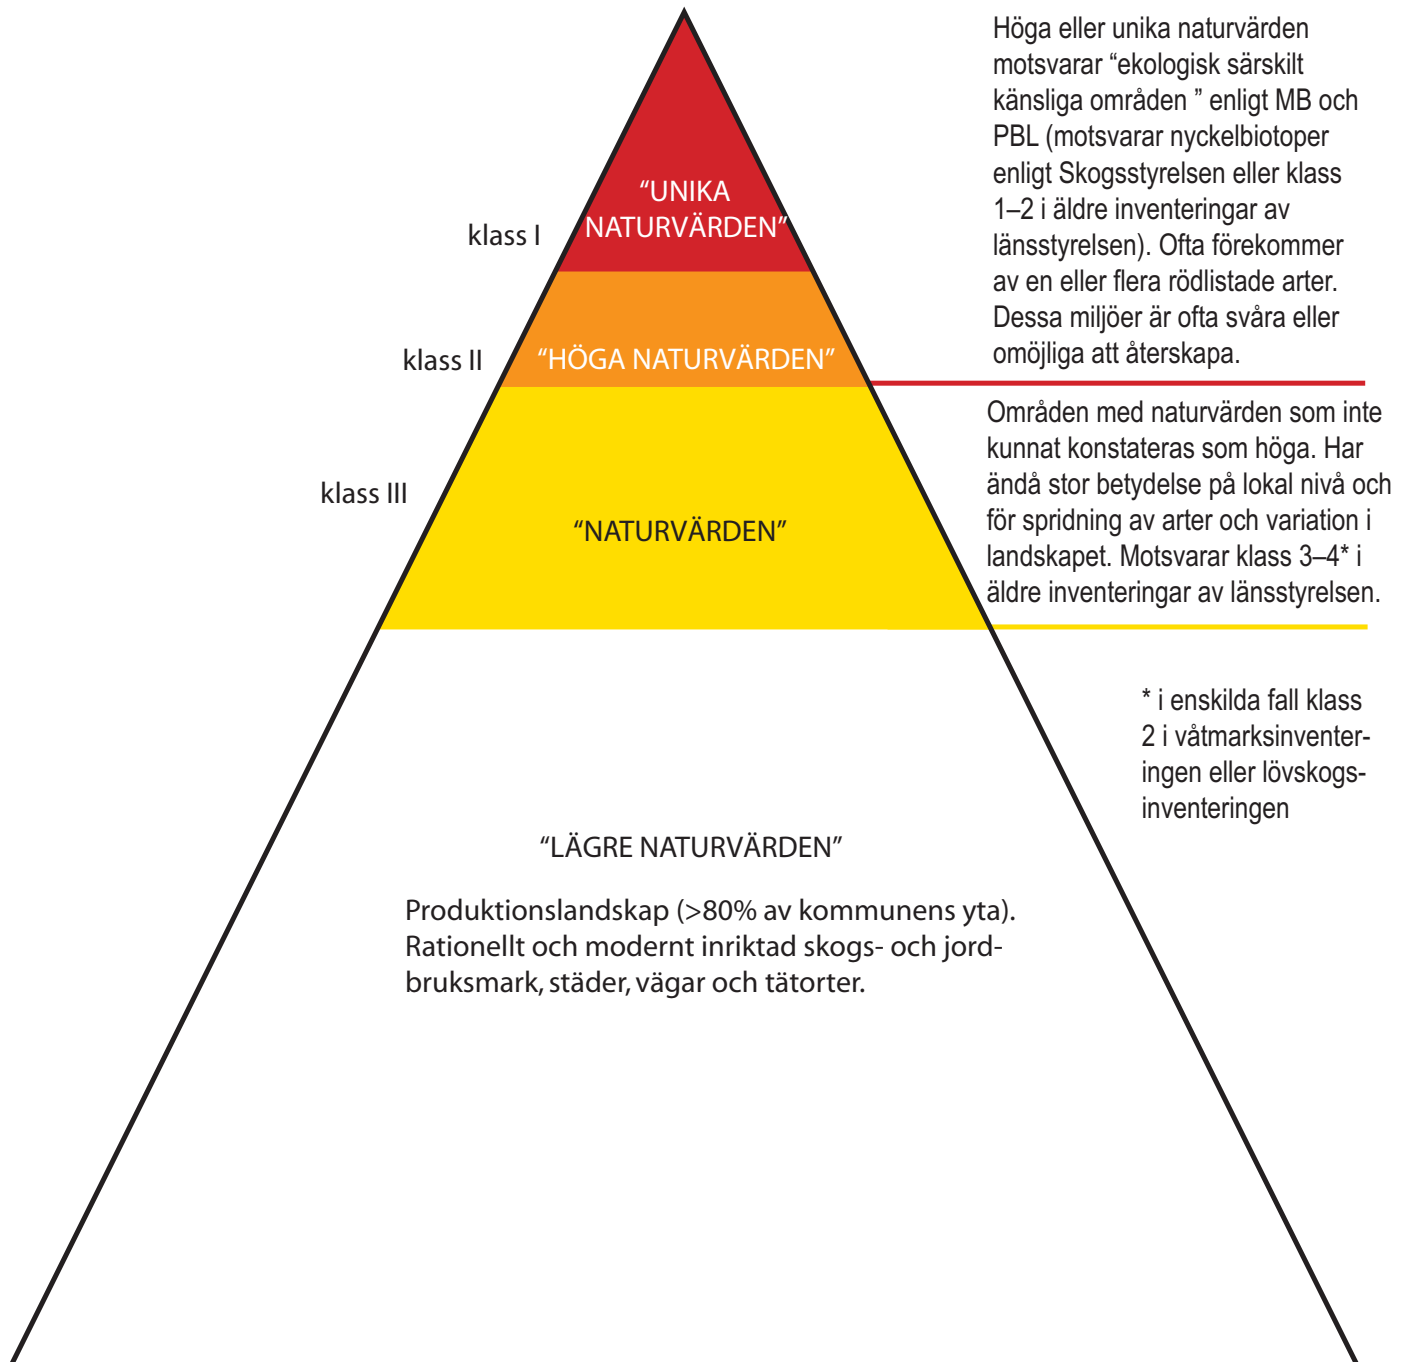 Höga eller unika naturvärden
motsvarar “ekologisk särskilt
känsliga områden ” enligt MB och
PBL (motsvarar nyckelbiotoper
enligt Skogsstyrelsen eller klass
1–2 i äldre inventeringar av
länsstyrelsen). Ofta förekommer
av en eller flera rödlistade arter.
Dessa miljöer är ofta svåra eller
omöjliga att återskapa.
“UNIKA
NATURVÄRDEN”
klass I
klass II
“HÖGA NATURVÄRDEN”
Områden med naturvärden som inte
kunnat konstateras som höga. Har
ändå stor betydelse på lokal nivå och
för spridning av arter och variation i
landskapet. Motsvarar klass 3–4* i
äldre inventeringar av länsstyrelsen.
klass III
“NATURVÄRDEN”
* i enskilda fall klass
2 i våtmarksinventer-
ingen eller lövskogs-
inventeringen
“LÄGRE NATURVÄRDEN”
Produktionslandskap (>80% av kommunens yta).
Rationellt och modernt inriktad skogs- och jord-
bruksmark, städer, vägar och tätorter.